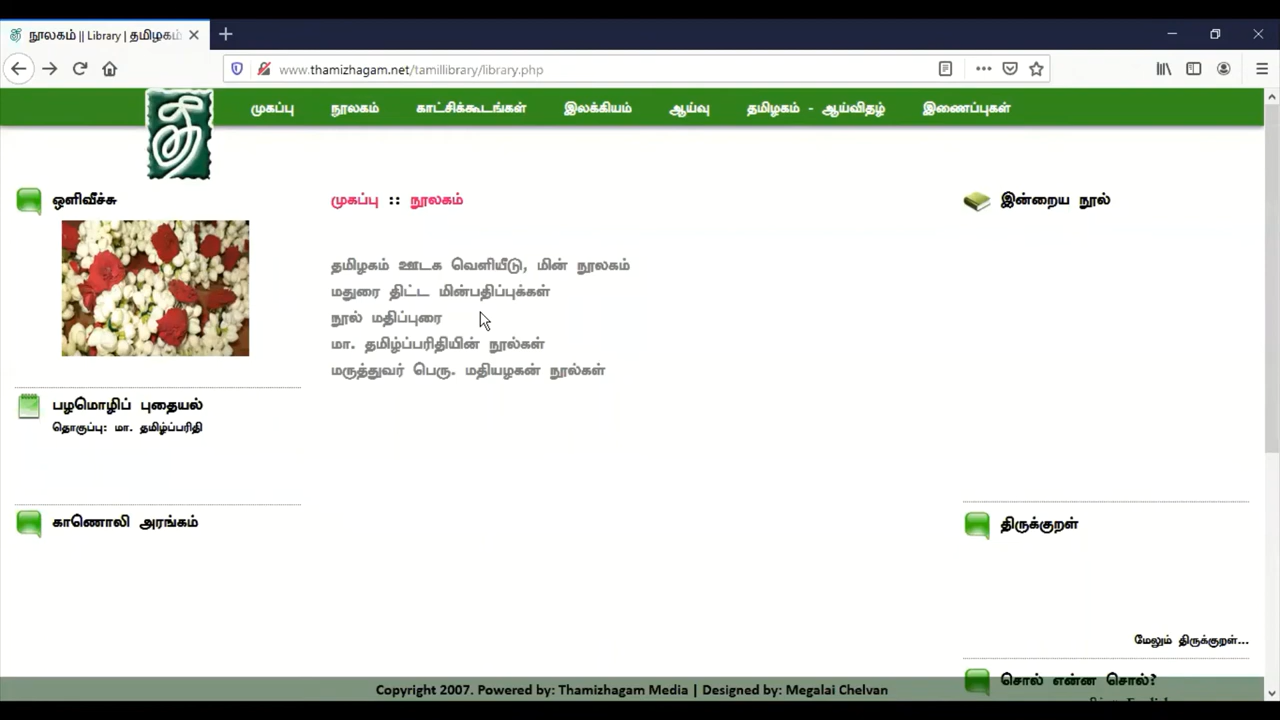 நூலகம் || Library | தமிழகம்
www.thamizhagam.net/tamillibrary/library.php
முகப்பு நூலகம் காட்சிக்கூடங்கள் இலக்கியம் ஆய்வு தமிழகம் - ஆய்விதழ் இணைப்புகள்
ஒளிவீச்சு
முகப்பு :: நூலகம்
இன்றைய நூல்
தமிழகம் ஊடக வெளியீடு, மின் நூலகம்
மதுரை திட்ட மின்பதிப்புக்கள்
நூல் மதிப்புரை
மா. தமிழ்ப்பரிதியின் நூல்கள்
மருத்துவர் பெரு. மதியழகன் நூல்கள்
பழமொழிப் புதையல்
தொகுப்பு: மா. தமிழ்ப்பரிதி
காணொலி அரங்கம்
திருக்குறள்
மேலும் திருக்குறள்...
சொல் என்ன சொல்?
Copyright 2007. Powered by: Thamizhagam Media | Designed by: Megalai Chelvan